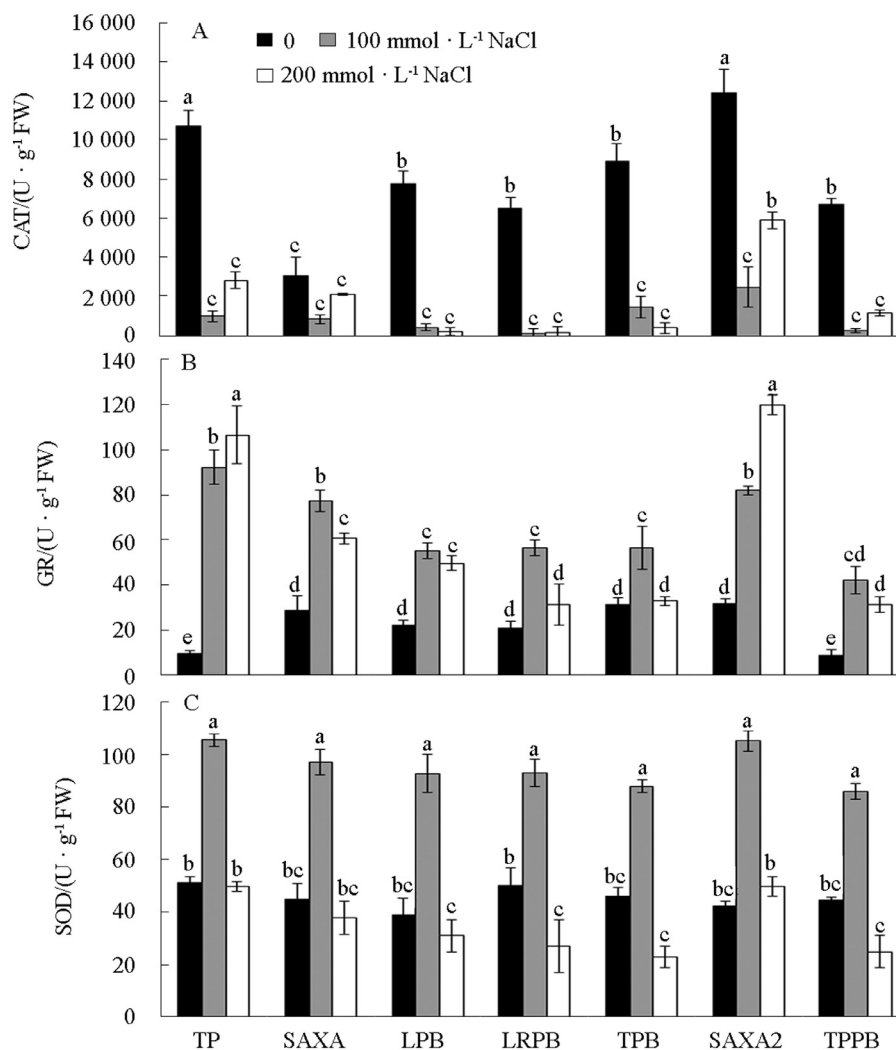 16 000
A
0
100 mmol · L⁻¹ NaCl
200 mmol · L⁻¹ NaCl
14 000
12 000
10 000
8 000
6 000
4 000
2 000
0
CAT/(U · g⁻¹ FW)
a c c
c c c
b c c
b c c
b c c
a c b
b c c
B
140
120
100
80
60
40
20
0
GR/(U · g⁻¹ FW)
e b a
d b c
d c c
d c d
d c d
d b a
e cd d
C
120
100
80
60
40
20
0
SOD/(U · g⁻¹ FW)
b a b
bc a bc
bc a c
b a c
bc a c
bc a b
bc a c
TP SAXA LPB LRPB TPB SAXA2 TPPB